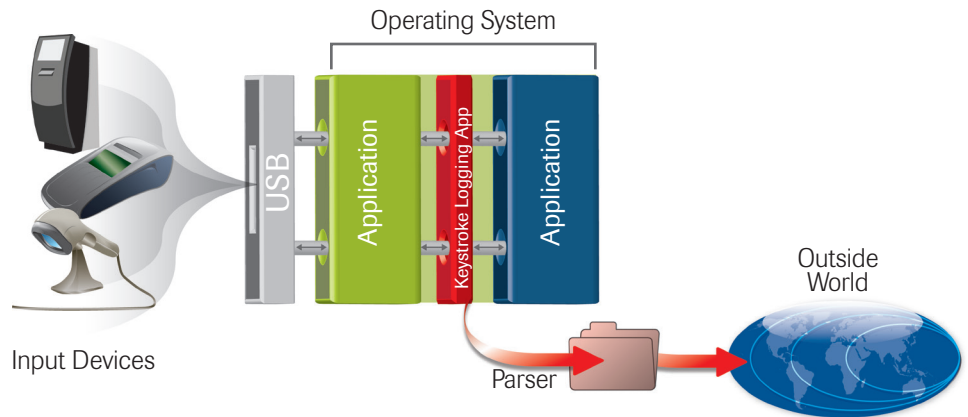 Operating System
USB
Application
Keystroke Logging App
Application
Outside
World
Input Devices
Parser